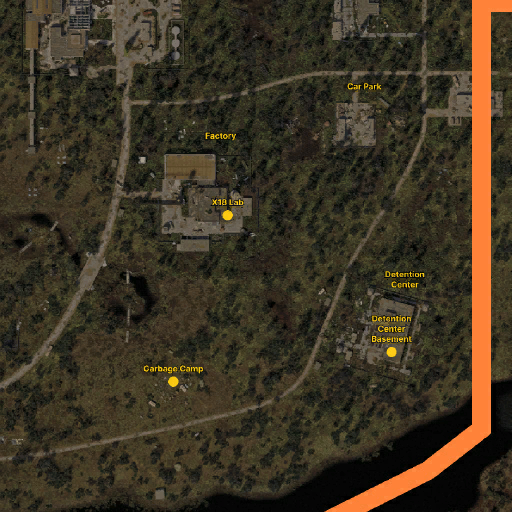 Car Park
Factory
X18 Lab
Detention
Center
Detention
Center
Basement
Garbage Camp